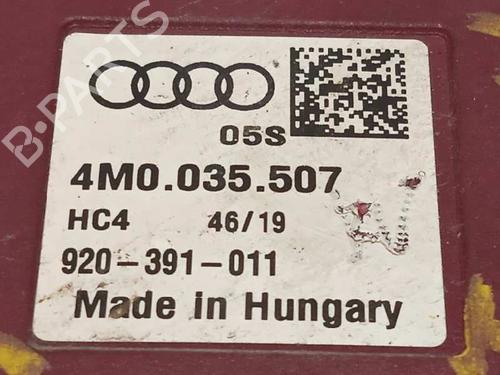 05S
4M0.035.507
HC4 46/19
920-391-011
Made in Hungary
B-PARTS